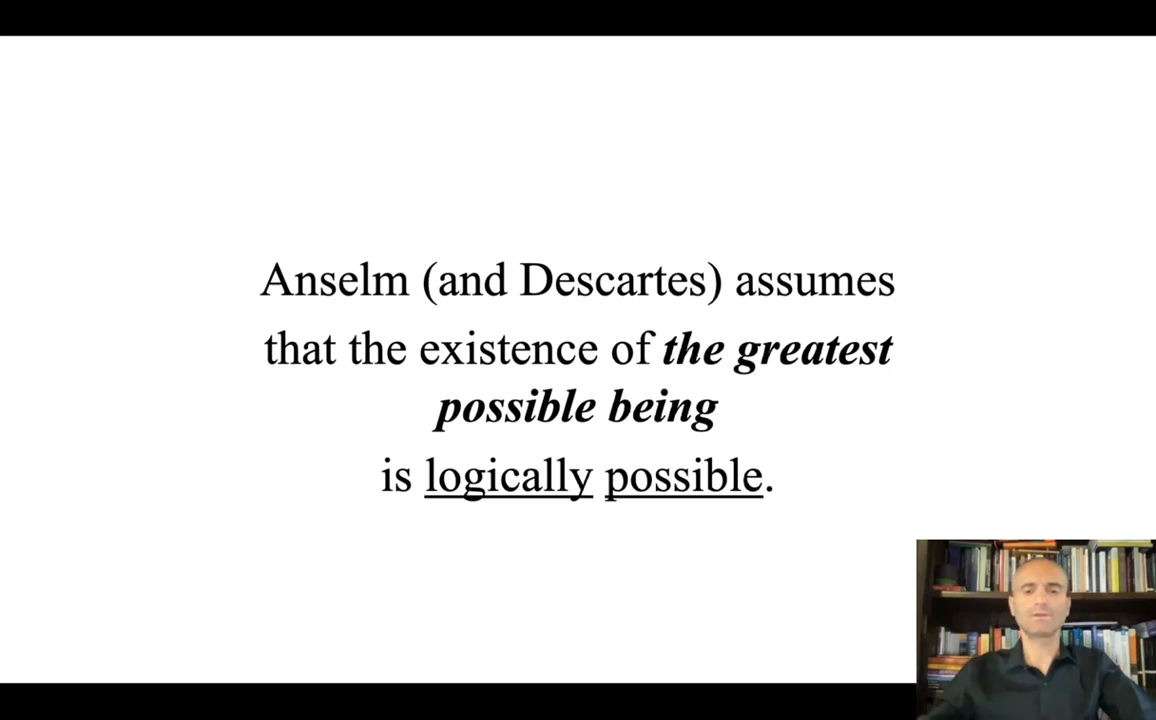 Anselm (and Descartes) assumes
that the existence of the greatest
possible being
is logically possible.